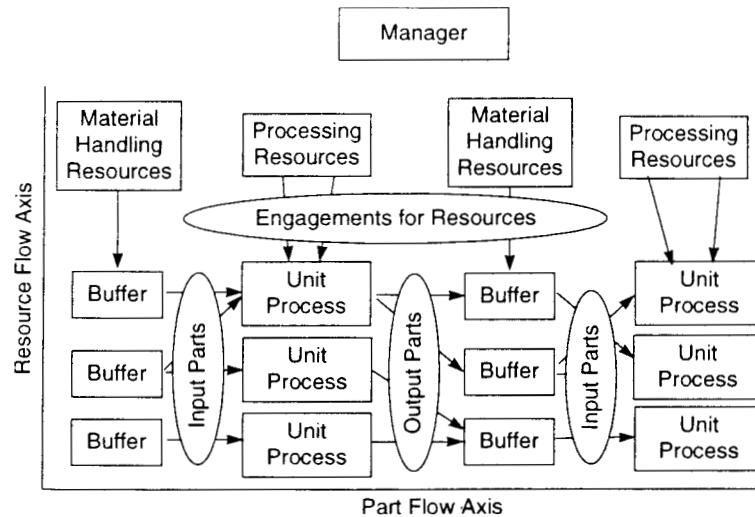 Manager
Material
Handling
Resources
Processing
Resources
Material
Handling
Resources
Processing
Resources
Engagements for Resources
Resource Flow Axis
Buffer
Unit
Process
Buffer
Unit
Process
Buffer
Unit
Process
Buffer
Unit
Process
Buffer
Unit
Process
Buffer
Unit
Process
Input Parts
Output Parts
Input Parts
Part Flow Axis